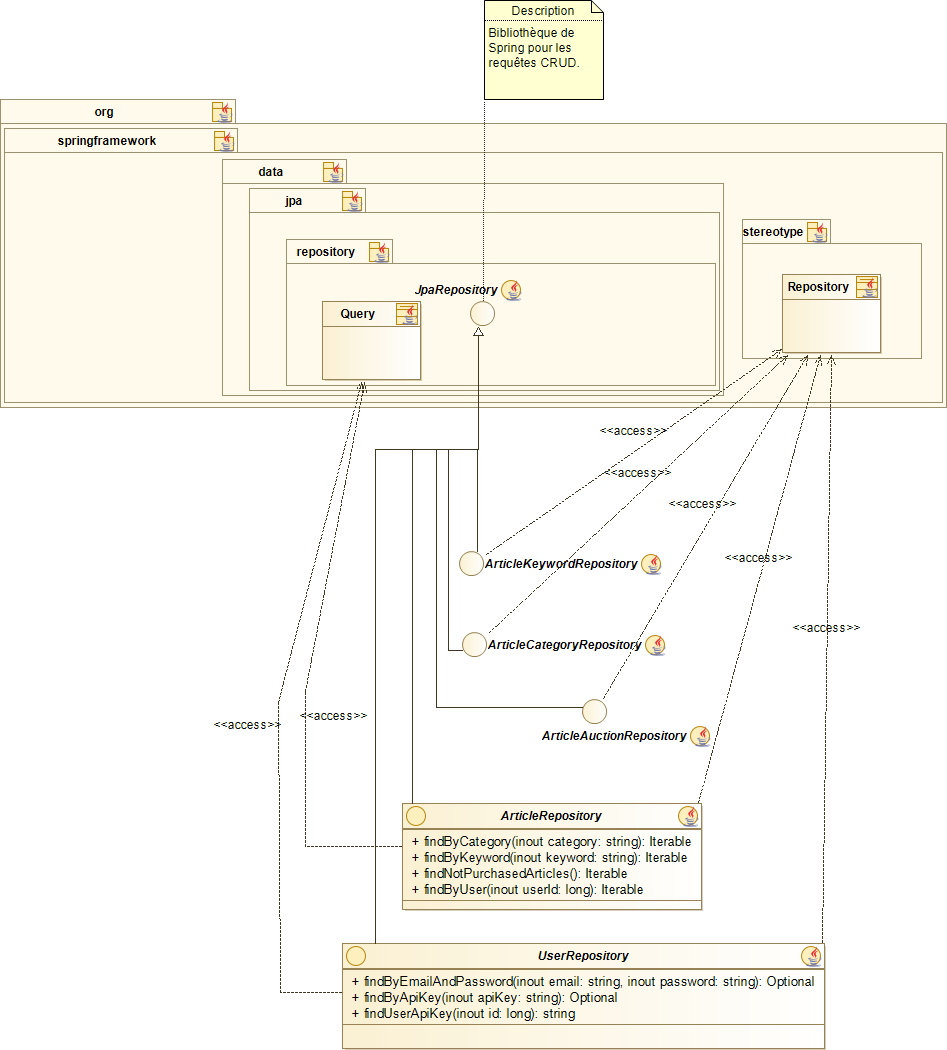 Description
Bibliothèque de
Spring pour les
requêtes CRUD.
org
springframework
data
jpa
repository
JpaRepository
Query
stereotype
Repository
<<access>>
<<access>>
<<access>>
<<access>>
ArticleKeywordRepository
<<access>>
ArticleCategoryRepository
<<access>>
<<access>>
ArticleAuctionRepository
ArticleRepository
+ findByCategory(inout category: string): Iterable
+ findByKeyword(inout keyword: string): Iterable
+ findNotPurchasedArticles(): Iterable
+ findByUser(inout userId: long): Iterable
UserRepository
+ findByEmailAndPassword(inout email: string, inout password: string): Optional
+ findByApiKey(inout apiKey: string): Optional
+ findUserApiKey(inout id: long): string